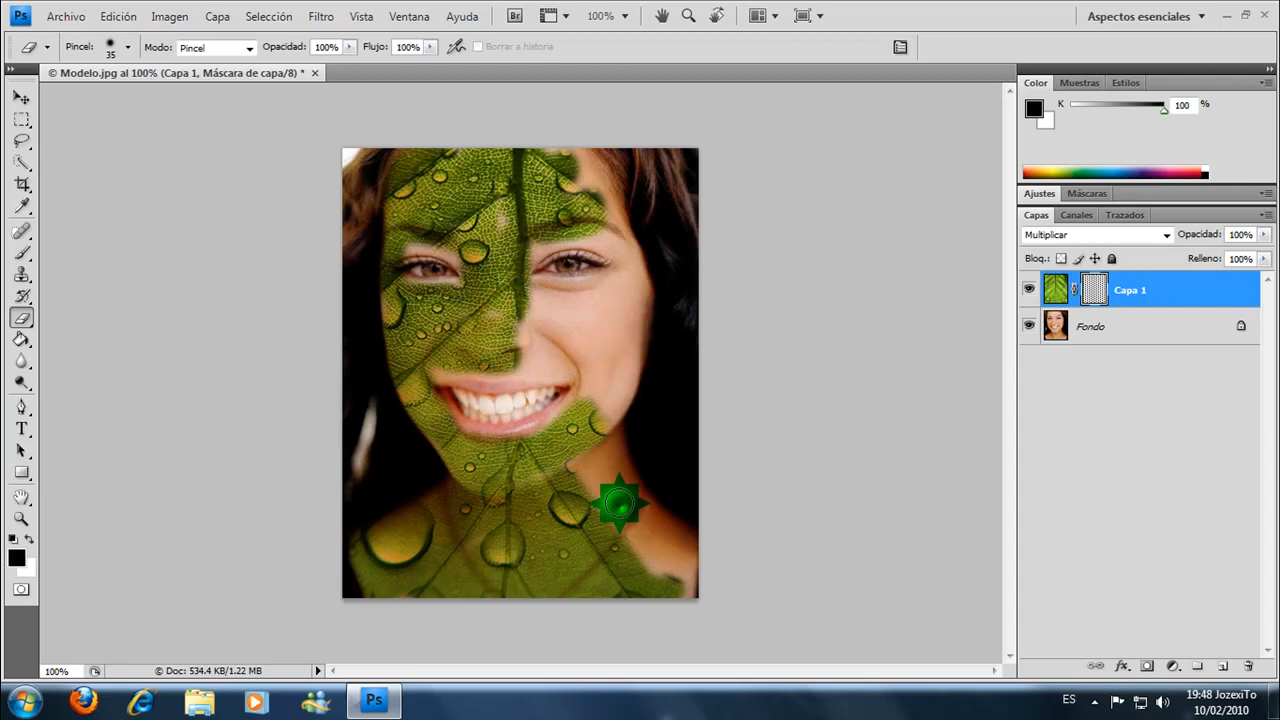 Ps Archivo Edición Imagen Capa Selección Filtro Vista Ventana Ayuda Br 100% Aspectos esenciales
Pincel: 35 Modo: Pincel Opacidad: 100% Flujo: 100% Borrar a historia
© Modelo.jpg al 100% (Capa 1, Máscara de capa/8) *
Color Muestras Estilos
K 100 %
Ajustes Máscaras
Capas Canales Trazados
Multiplicar Opacidad: 100%
Bloq.: Relleno: 100%
Capa 1
Fondo
T
100% © Doc: 534.4 KB/1.22 MB
Ps ES 19:48 JozexiTo
10/02/2010